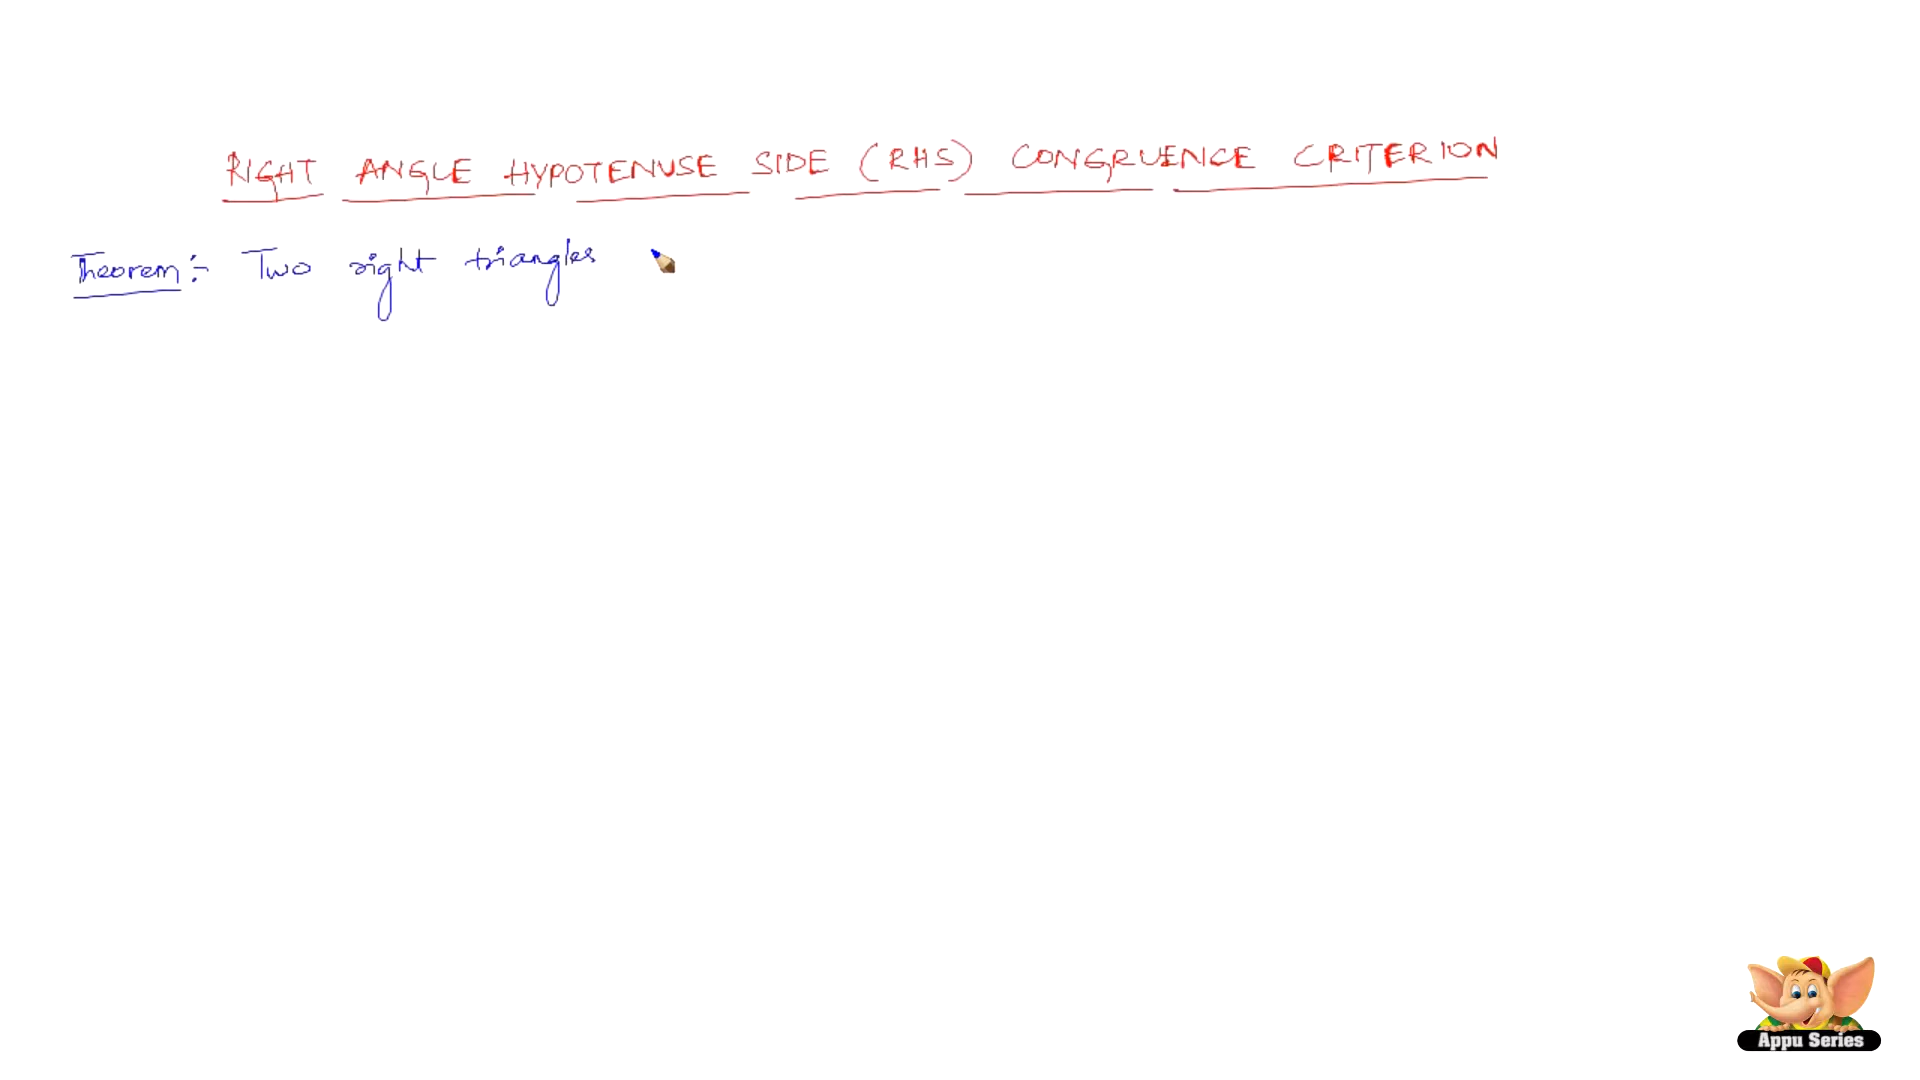 RIGHT ANGLE HYPOTENUSE SIDE (RHS) CONGRUENCE CRITERION
Theorem :- Two right triangles
Appu Series